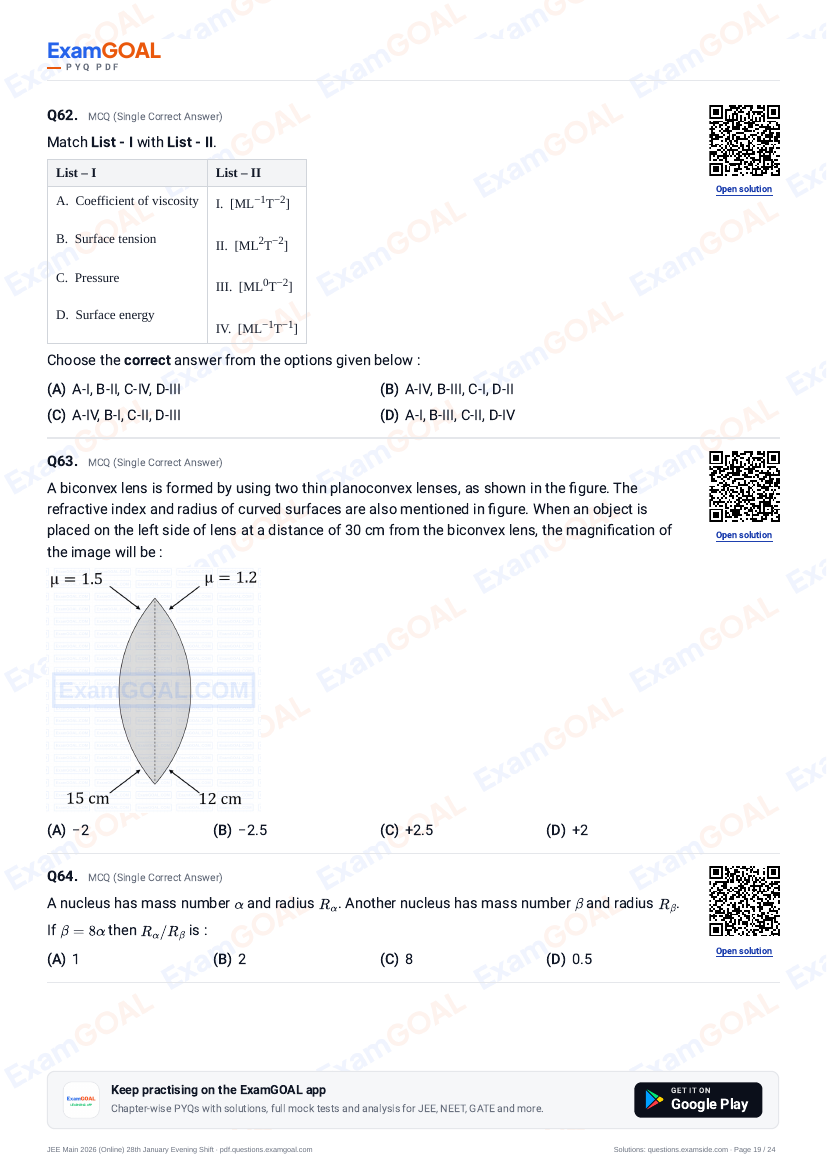 ExamGOAL
PYQ PDF
Q62. MCQ (Single Correct Answer)
Match List - I with List - II.
List – I List – II
A. Coefficient of viscosity I. [ML⁻¹T⁻²]
B. Surface tension II. [ML²T⁻²]
C. Pressure III. [ML⁰T⁻²]
D. Surface energy IV. [ML⁻¹T⁻¹]
Open solution
Choose the correct answer from the options given below :
(A) A-I, B-II, C-IV, D-III (B) A-IV, B-III, C-I, D-II
(C) A-IV, B-I, C-II, D-III (D) A-I, B-III, C-II, D-IV
Q63. MCQ (Single Correct Answer)
A biconvex lens is formed by using two thin planoconvex lenses, as shown in the figure. The
refractive index and radius of curved surfaces are also mentioned in figure. When an object is
placed on the left side of lens at a distance of 30 cm from the biconvex lens, the magnification of
the image will be :
Open solution
μ = 1.5 μ = 1.2
ExamGOAL.COM
15 cm 12 cm
(A) −2 (B) −2.5 (C) +2.5 (D) +2
Q64. MCQ (Single Correct Answer)
A nucleus has mass number α and radius R_α. Another nucleus has mass number β and radius R_β.
If β = 8α then R_α/R_β is :
Open solution
(A) 1 (B) 2 (C) 8 (D) 0.5
Keep practising on the ExamGOAL app
Chapter-wise PYQs with solutions, full mock tests and analysis for JEE, NEET, GATE and more.
GET IT ON
Google Play
JEE Main 2026 (Online) 28th January Evening Shift · pdf.questions.examgoal.com Solutions: questions.examside.com · Page 19 / 24